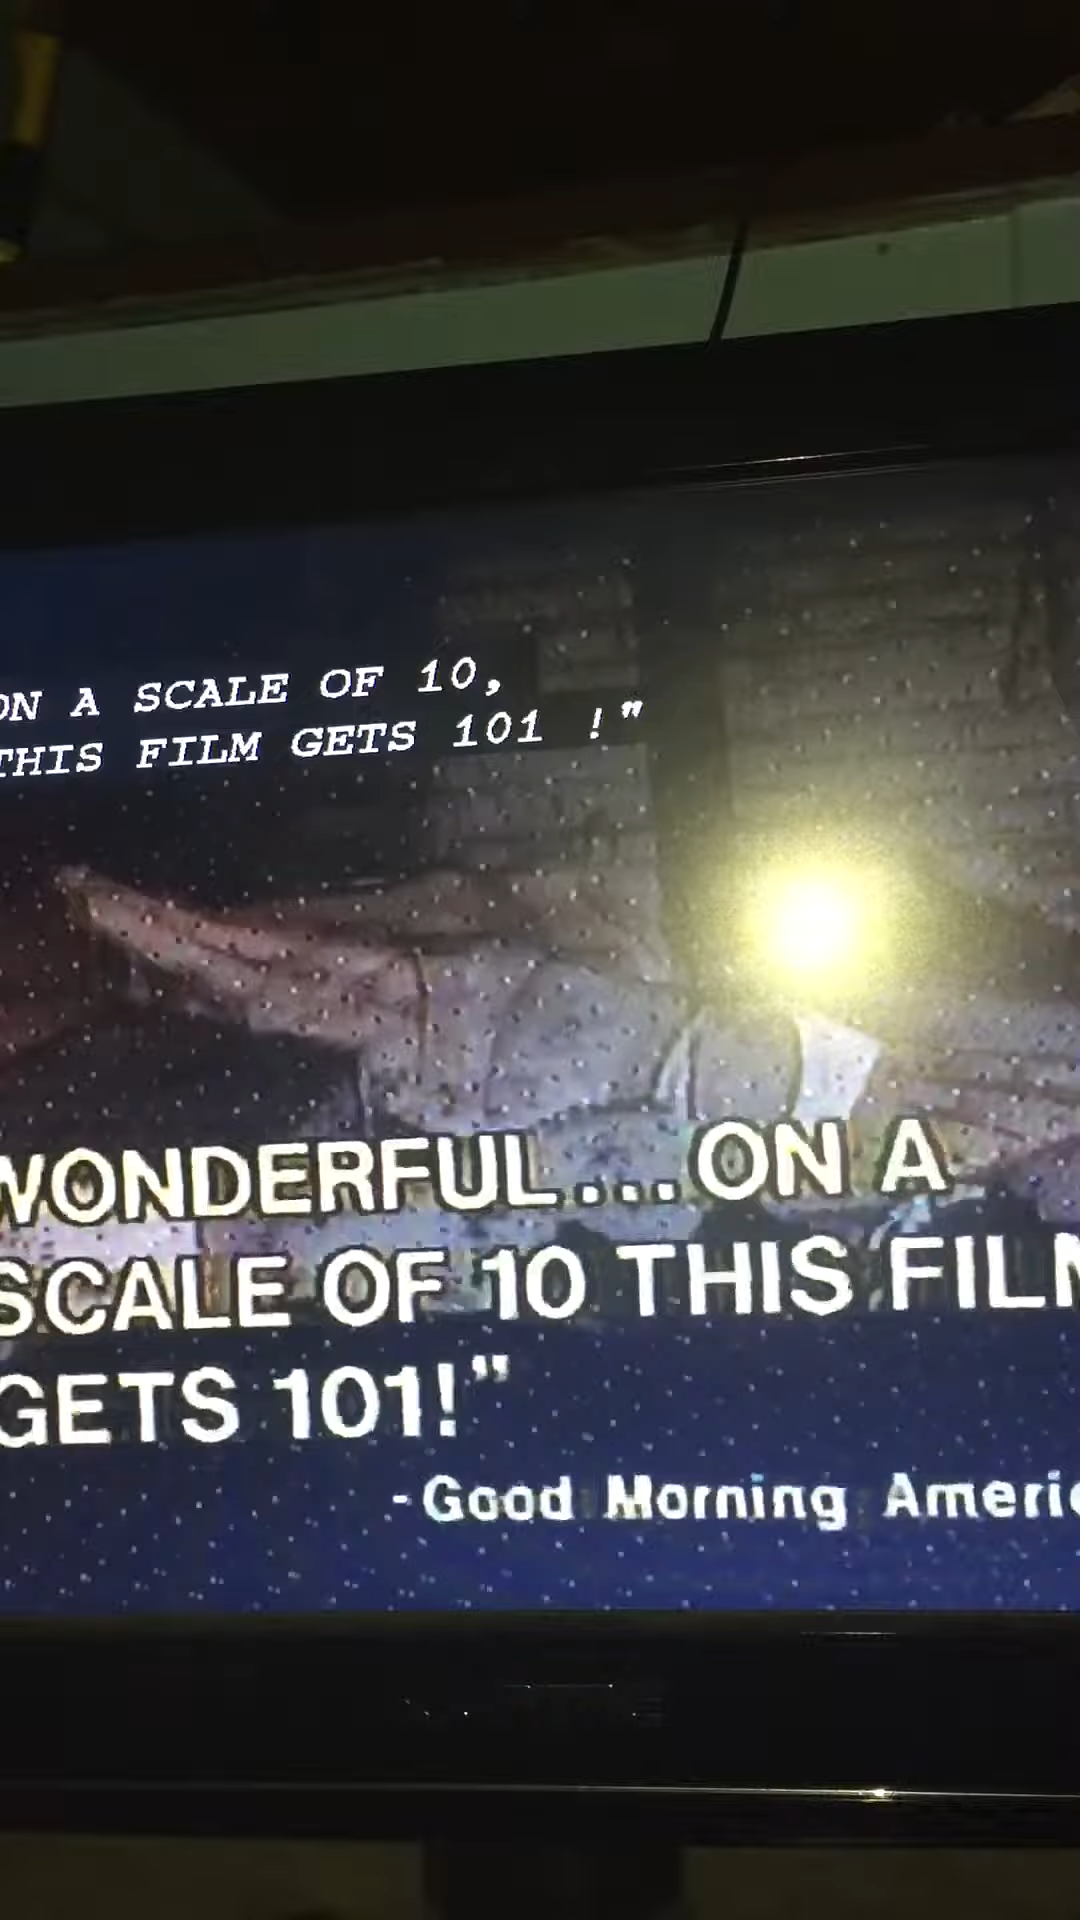 ON A SCALE OF 10,
THIS FILM GETS 101 !"
WONDERFUL...ON A
SCALE OF 10 THIS FILM
GETS 101!"
-Good Morning Americ